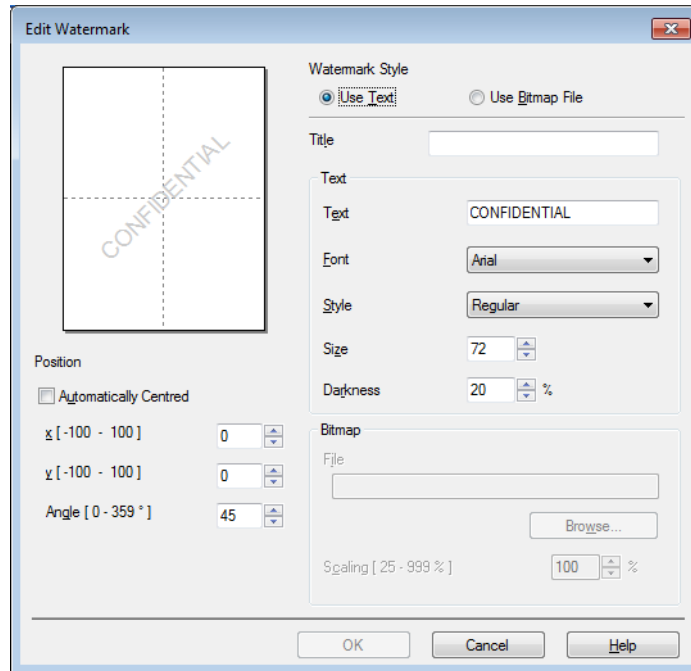 Edit Watermark
CONFIDENTIAL
Position
Automatically Centred
x [ -100 - 100 ] 0
y [ -100 - 100 ] 0
Angle [ 0 - 359 ° ] 45
Watermark Style
Use Text Use Bitmap File
Title
Text
Text CONFIDENTIAL
Font Arial
Style Regular
Size 72
Darkness 20 %
Bitmap
File
Browse...
Scaling [ 25 - 999 % ] 100 %
OK Cancel Help